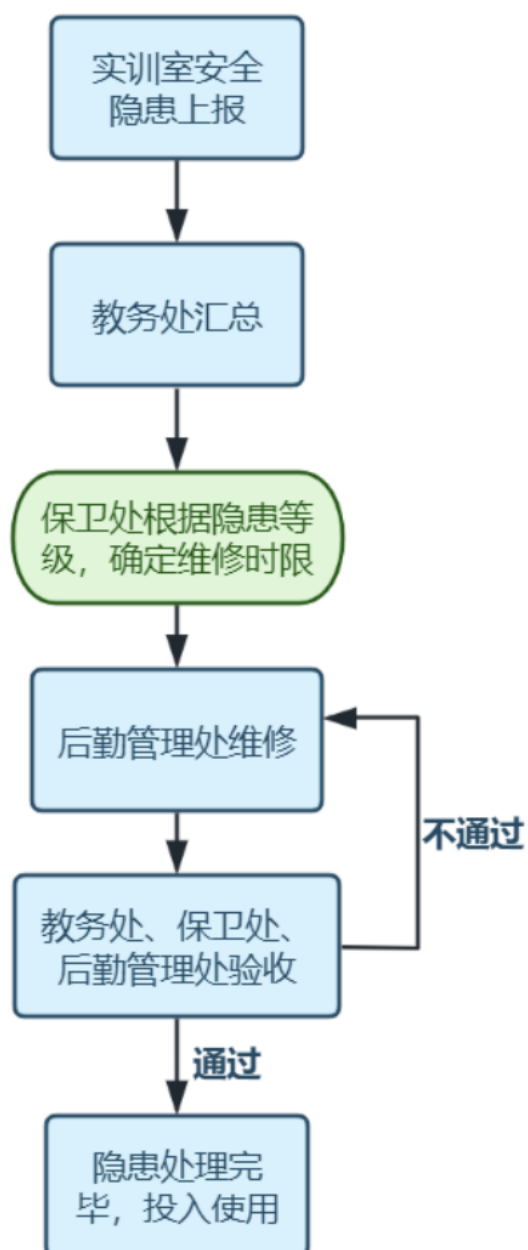 实训室安全
隐患上报
教务处汇总
保卫处根据隐患等
级，确定维修时限
后勤管理处维修
不通过
教务处、保卫处、
后勤管理处验收
通过
隐患处理完
毕，投入使用